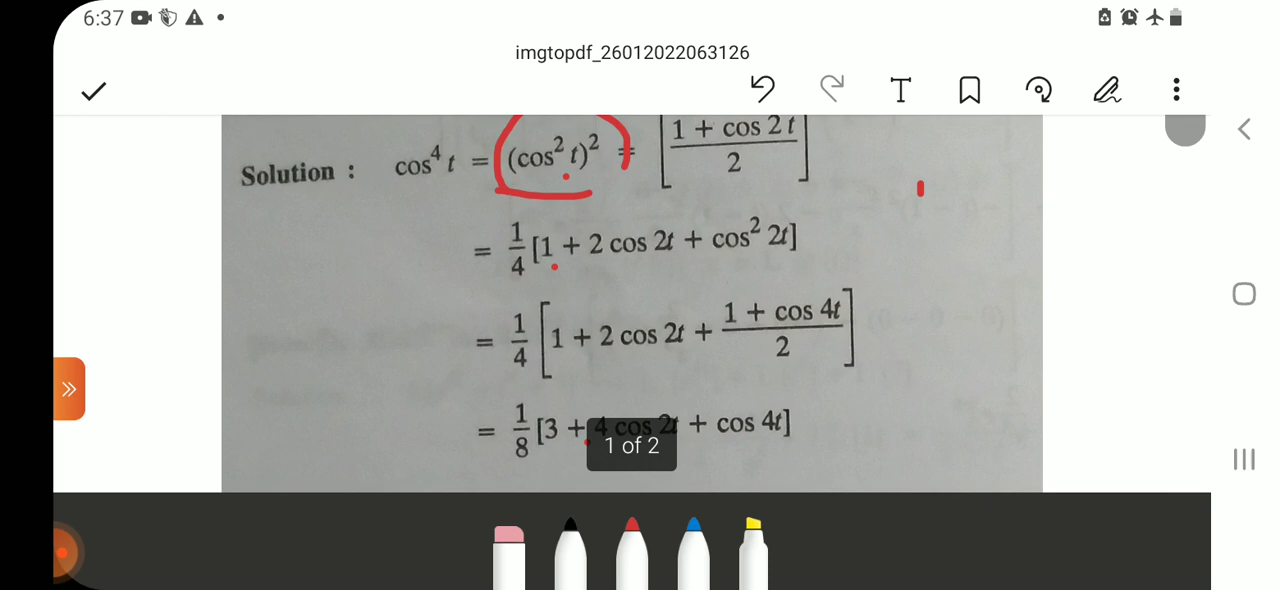 6:37
imgtopdf_26012022063126
T
Solution : cos⁴ t = (cos² t)² = [(1 + cos 2t)/2]
= 1/4 [1 + 2 cos 2t + cos² 2t]
= 1/4 [1 + 2 cos 2t + (1 + cos 4t)/2]
= 1/8 [3 + 4 cos 2t + cos 4t]
1 of 2